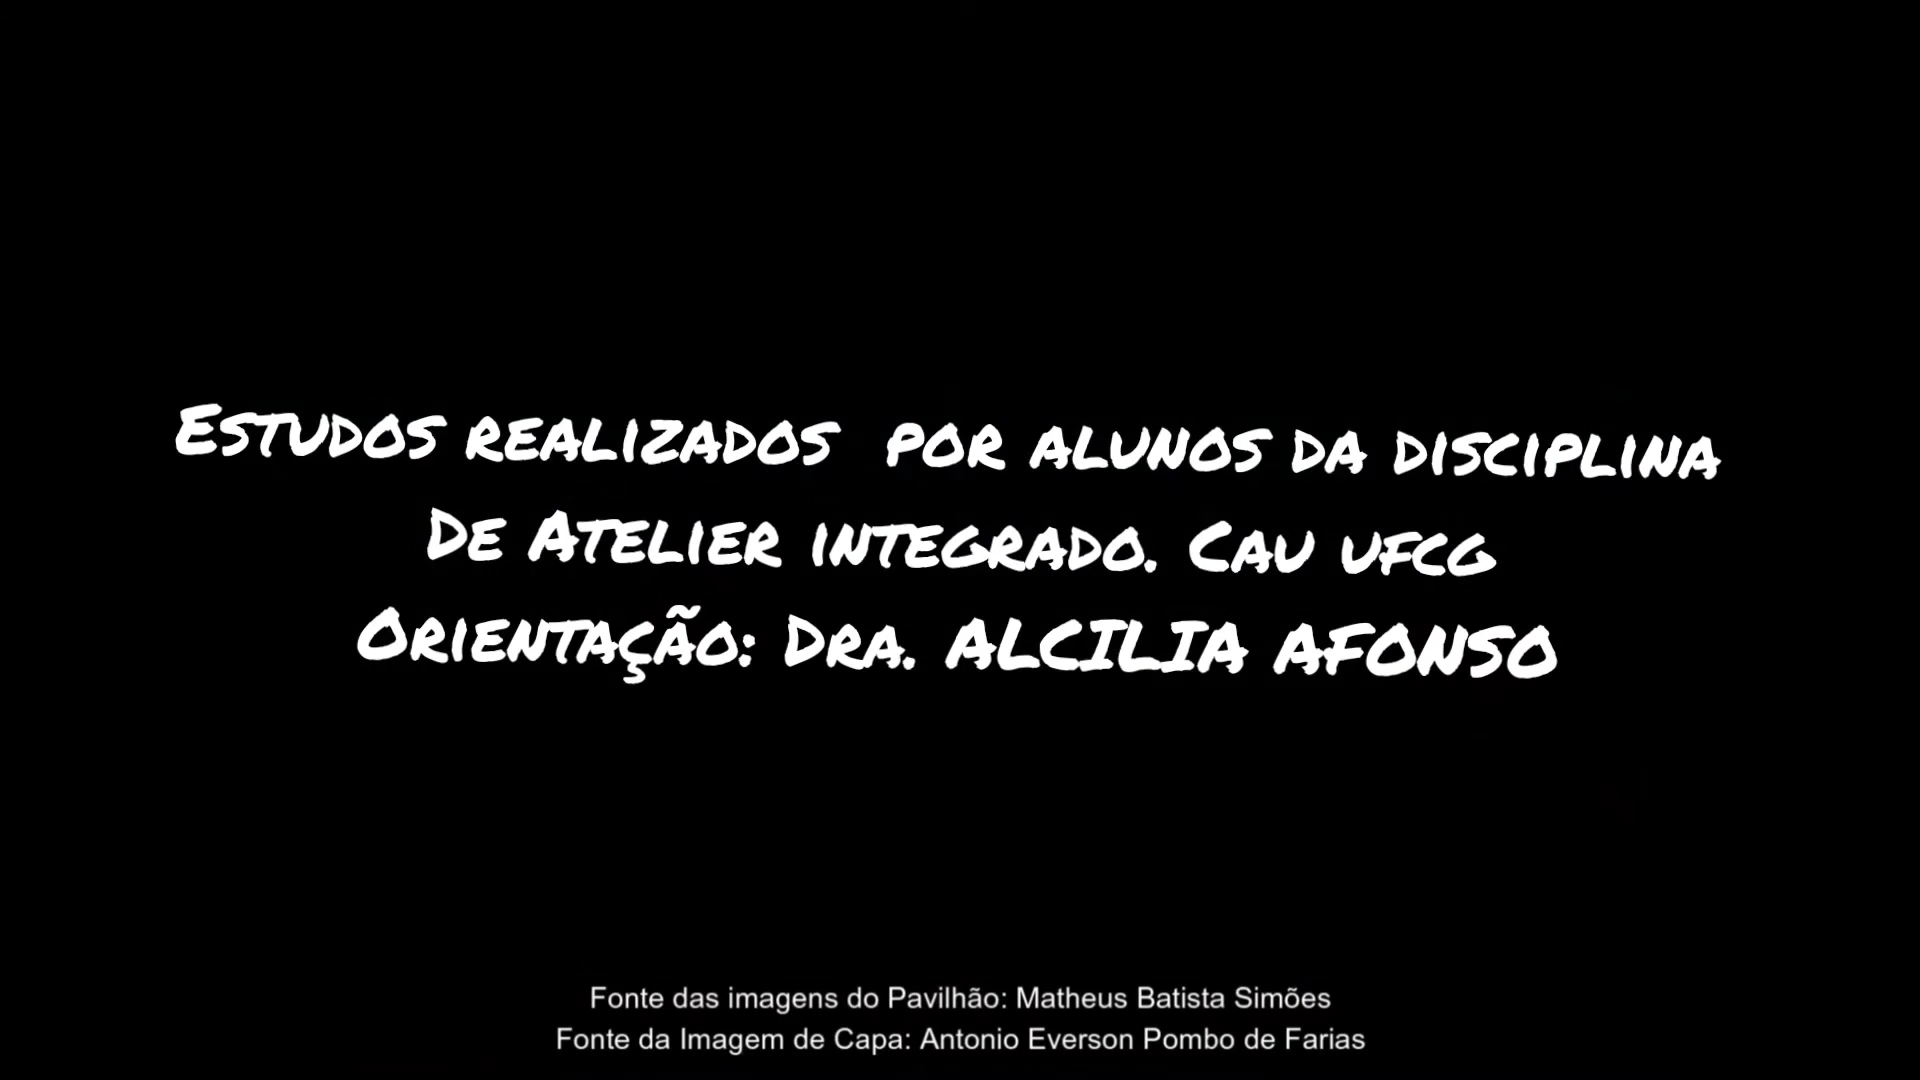 Estudos realizados por alunos da disciplina
De Atelier integrado. Cau ufcg
Orientação: Dra. ALCILIA AFONSO
Fonte das imagens do Pavilhão: Matheus Batista Simões
Fonte da Imagem de Capa: Antonio Everson Pombo de Farias